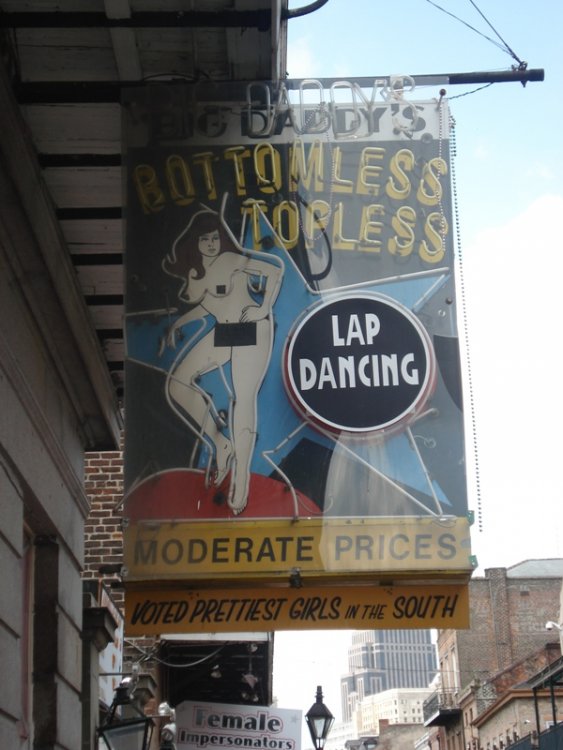 BIG DADDY'S
BOTTOMLESS
TOPLESS
LAP
DANCING
MODERATE PRICES
VOTED PRETTIEST GIRLS IN THE SOUTH
Female
Impersonators